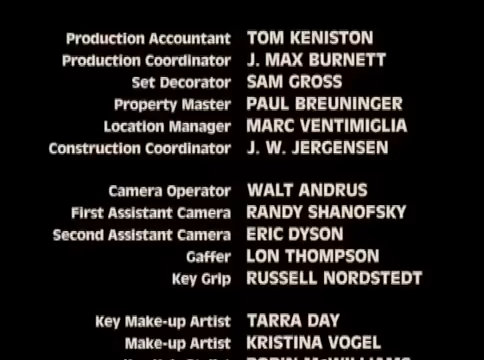 Production Accountant TOM KENISTON
Production Coordinator J. MAX BURNETT
Set Decorator SAM GROSS
Property Master PAUL BREUNINGER
Location Manager MARC VENTIMIGLIA
Construction Coordinator J. W. JERGENSEN
Camera Operator WALT ANDRUS
First Assistant Camera RANDY SHANOFSKY
Second Assistant Camera ERIC DYSON
Gaffer LON THOMPSON
Key Grip RUSSELL NORDSTEDT
Key Make-up Artist TARRA DAY
Make-up Artist KRISTINA VOGEL
ROBIN McWILLIAMS